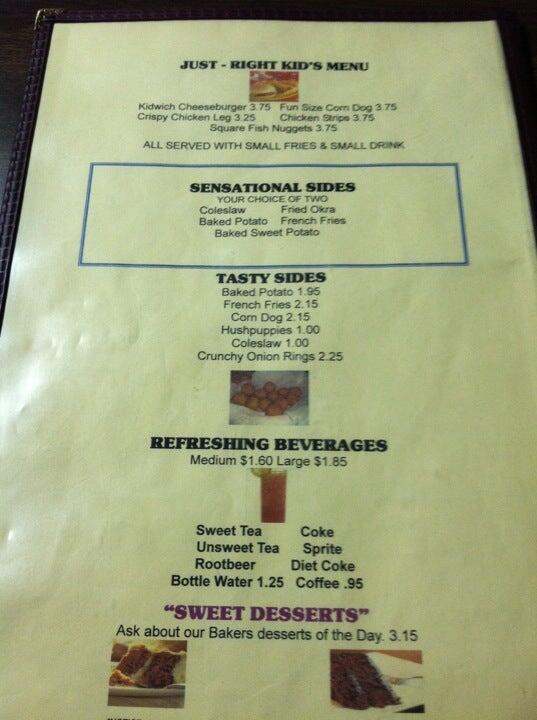 JUST - RIGHT KID'S MENU
Kidwich Cheeseburger 3.75 Fun Size Corn Dog 3.75
Crispy Chicken Leg 3.25 Chicken Strips 3.75
Square Fish Nuggets 3.75
ALL SERVED WITH SMALL FRIES & SMALL DRINK
SENSATIONAL SIDES
YOUR CHOICE OF TWO
Coleslaw Fried Okra
Baked Potato French Fries
Baked Sweet Potato
TASTY SIDES
Baked Potato 1.95
French Fries 2.15
Corn Dog 2.15
Hushpuppies 1.00
Coleslaw 1.00
Crunchy Onion Rings 2.25
REFRESHING BEVERAGES
Medium $1.60 Large $1.85
Sweet Tea Coke
Unsweet Tea Sprite
Rootbeer Diet Coke
Bottle Water 1.25 Coffee .95
"SWEET DESSERTS"
Ask about our Bakers desserts of the Day. 3.15